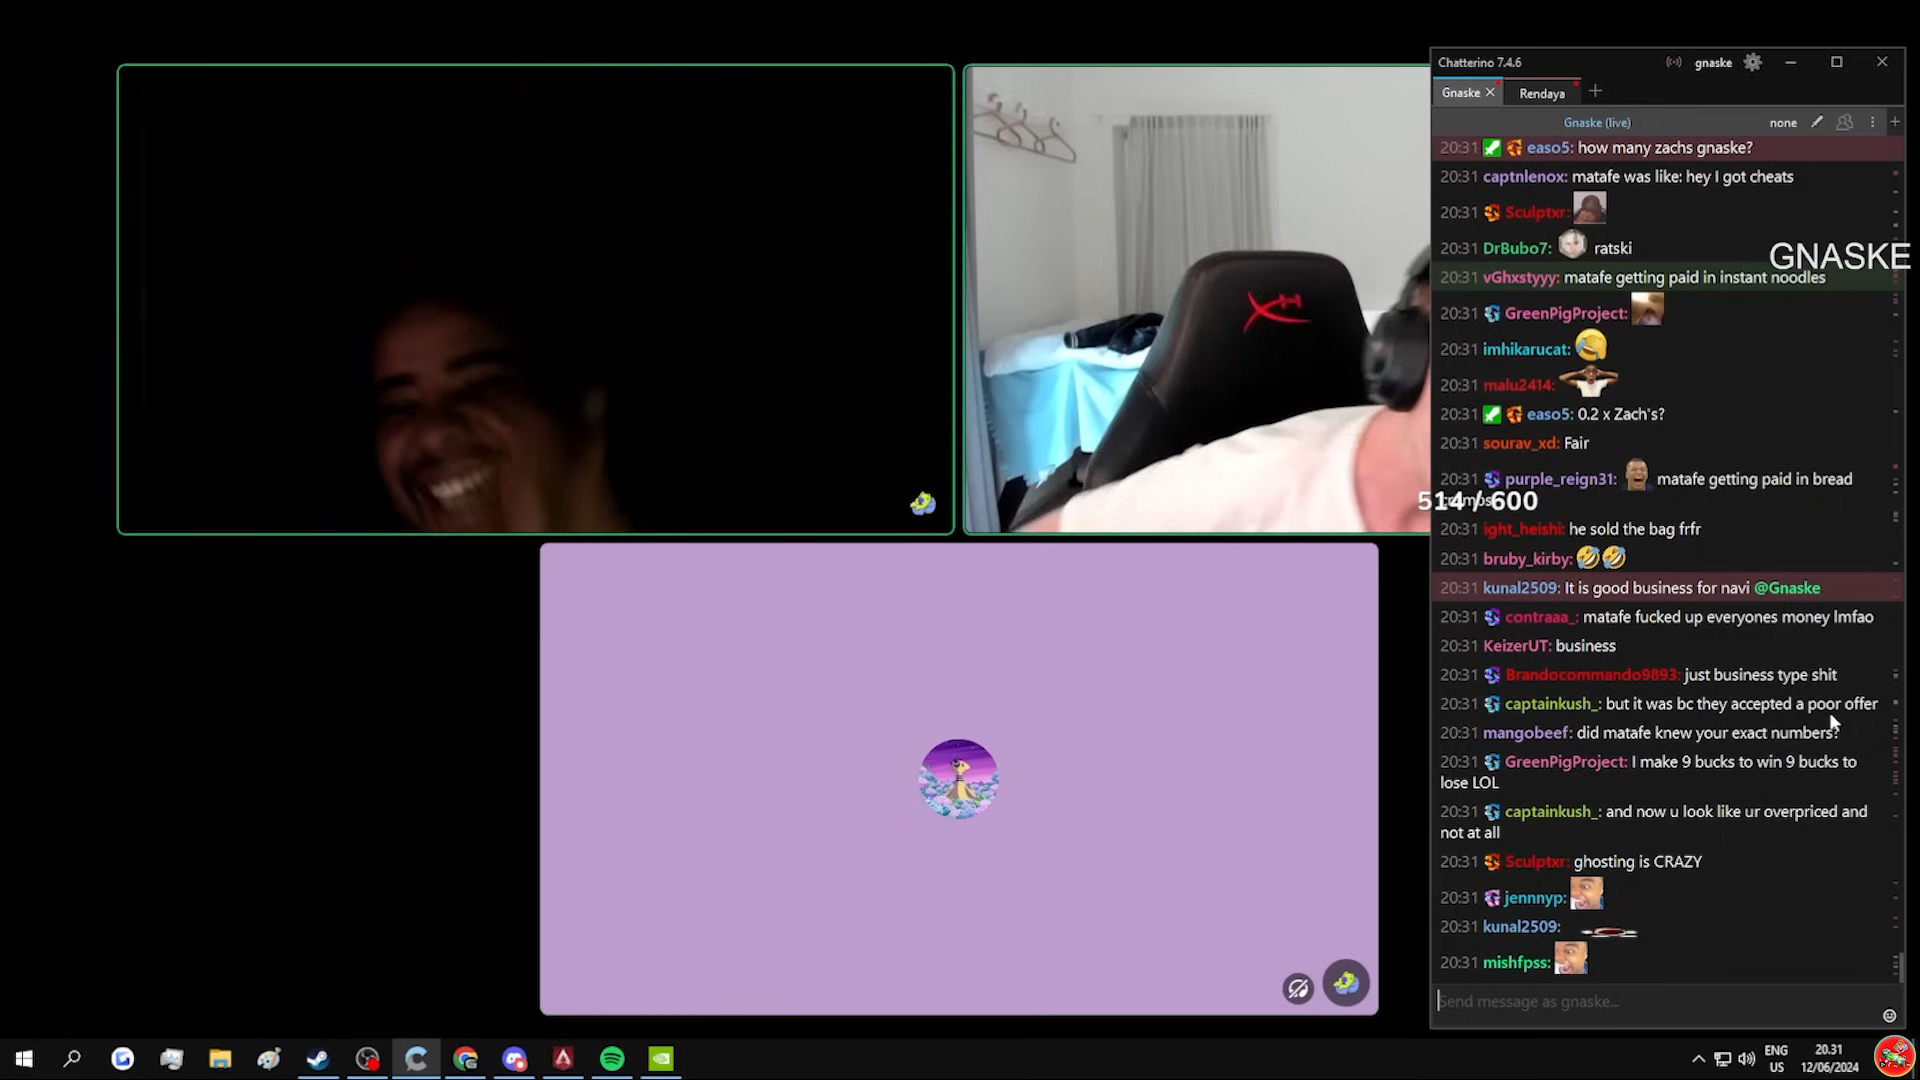 Chatterino 7.4.6
gnaske
Gnaske
Rendaya
Gnaske (live)
none
20:31 easo5: how many zachs gnaske?
20:31 captnlenox: matafe was like: hey I got cheats
20:31 Sculptxr:
20:31 DrBubo7: ratski
GNASKE
20:31 vGhxstyyy: matafe getting paid in instant noodles
20:31 GreenPigProject:
20:31 imhikarucat:
20:31 malu2414:
20:31 easo5: 0.2 x Zach's?
20:31 sourav_xd: Fair
20:31 purple_reign31: matafe getting paid in bread
514 / 600
20:31 ight_heishi: he sold the bag frfr
20:31 bruby_kirby:
20:31 kunal2509: It is good business for navi @Gnaske
20:31 contraaa_: matafe fucked up everyones money lmfao
20:31 KeizerUT: business
20:31 Brandocommando9893: just business type shit
20:31 captainkush_: but it was bc they accepted a poor offer
20:31 mangobeef: did matafe knew your exact numbers?
20:31 GreenPigProject: I make 9 bucks to win 9 bucks to
lose LOL
20:31 captainkush_: and now u look like ur overpriced and
not at all
20:31 Sculptxr: ghosting is CRAZY
20:31 jennnyp:
20:31 kunal2509:
20:31 mishfpss:
Send message as gnaske...
ENG
US
20.31
12/06/2024